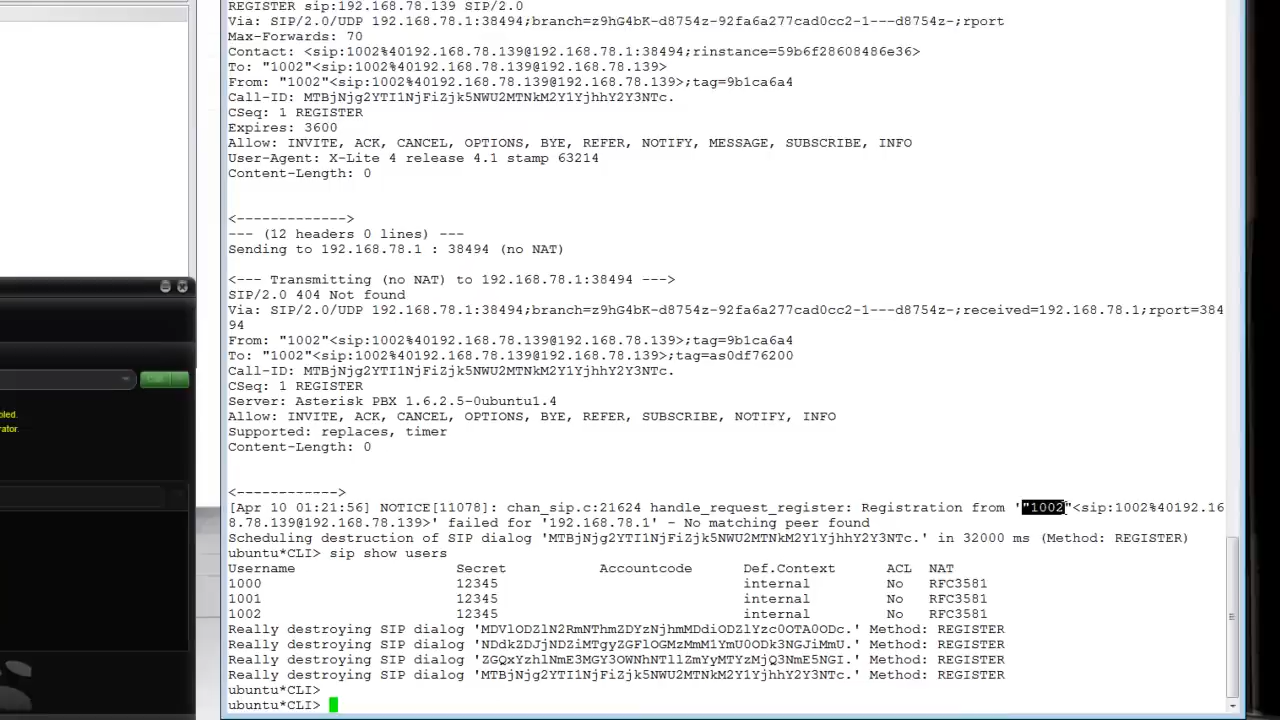 REGISTER sip:192.168.78.139 SIP/2.0
Via: SIP/2.0/UDP 192.168.78.1:38494;branch=z9hG4bK-d8754z-92fa6a277cad0cc2-1---d8754z-;rport
Max-Forwards: 70
Contact: <sip:1002%40192.168.78.139@192.168.78.1:38494;rinstance=59b6f28608486e36>
To: "1002"<sip:1002%40192.168.78.139@192.168.78.139>
From: "1002"<sip:1002%40192.168.78.139@192.168.78.139>;tag=9b1ca6a4
Call-ID: MTBjNjg2YTI1NjFiZjk5NWU2MTNkM2Y1YjhhY2Y3NTc.
CSeq: 1 REGISTER
Expires: 3600
Allow: INVITE, ACK, CANCEL, OPTIONS, BYE, REFER, NOTIFY, MESSAGE, SUBSCRIBE, INFO
User-Agent: X-Lite 4 release 4.1 stamp 63214
Content-Length: 0
<------------->
--- (12 headers 0 lines) ---
Sending to 192.168.78.1 : 38494 (no NAT)
<--- Transmitting (no NAT) to 192.168.78.1:38494 --->
SIP/2.0 404 Not found
Via: SIP/2.0/UDP 192.168.78.1:38494;branch=z9hG4bK-d8754z-92fa6a277cad0cc2-1---d8754z-;received=192.168.78.1;rport=384
94
From: "1002"<sip:1002%40192.168.78.139@192.168.78.139>;tag=9b1ca6a4
To: "1002"<sip:1002%40192.168.78.139@192.168.78.139>;tag=as0df76200
Call-ID: MTBjNjg2YTI1NjFiZjk5NWU2MTNkM2Y1YjhhY2Y3NTc.
CSeq: 1 REGISTER
Server: Asterisk PBX 1.6.2.5-0ubuntu1.4
Allow: INVITE, ACK, CANCEL, OPTIONS, BYE, REFER, SUBSCRIBE, NOTIFY, INFO
Supported: replaces, timer
Content-Length: 0
<------------>
[Apr 10 01:21:56] NOTICE[11078]: chan_sip.c:21624 handle_request_register: Registration from '"1002"<sip:1002%40192.16
8.78.139@192.168.78.139>' failed for '192.168.78.1' - No matching peer found
Scheduling destruction of SIP dialog 'MTBjNjg2YTI1NjFiZjk5NWU2MTNkM2Y1YjhhY2Y3NTc.' in 32000 ms (Method: REGISTER)
ubuntu*CLI> sip show users
Username Secret Accountcode Def.Context ACL NAT
1000 12345 internal No RFC3581
1001 12345 internal No RFC3581
1002 12345 internal No RFC3581
Really destroying SIP dialog 'MDVlODZlN2RmNThmZDYzNjhmMDdiODZlYzc0OTA0ODc.' Method: REGISTER
Really destroying SIP dialog 'NDdkZDJjNDZiMTgyZGFlOGMzMmM1YmU0ODk3NGJiMmU.' Method: REGISTER
Really destroying SIP dialog 'ZGQxYzhlNmE3MGY3OWNhNTllZmYyMTYzMjQ3NmE5NGI.' Method: REGISTER
Really destroying SIP dialog 'MTBjNjg2YTI1NjFiZjk5NWU2MTNkM2Y1YjhhY2Y3NTc.' Method: REGISTER
ubuntu*CLI>
ubuntu*CLI>
Call
bled.
rator.